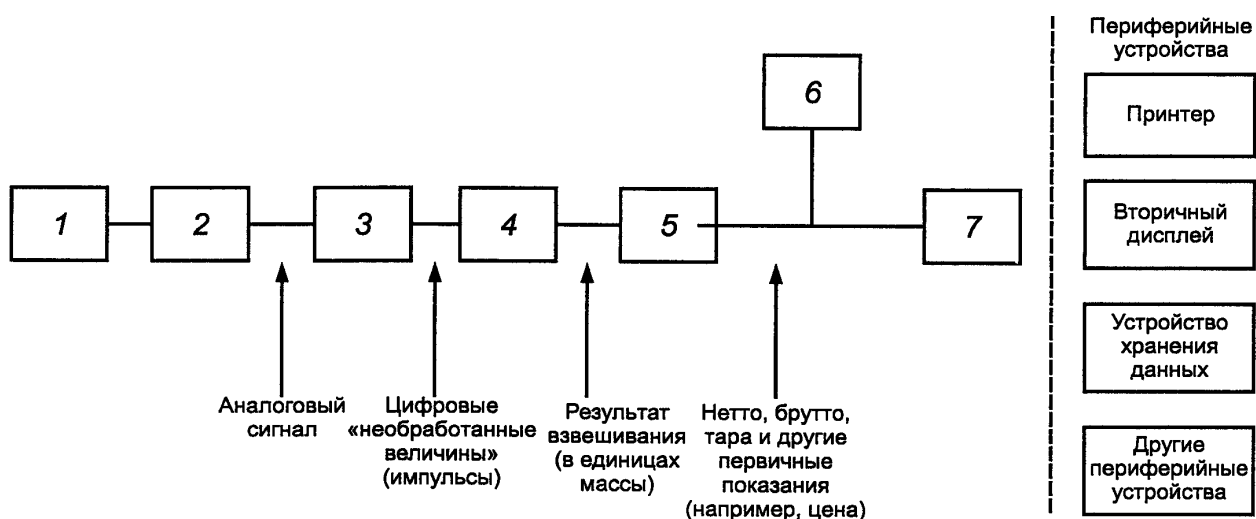 Периферийные
устройства
Принтер
Вторичный
дисплей
Устройство
хранения
данных
Другие
периферийные
устройства
6
1
2
3
4
5
7
Аналоговый
сигнал
Цифровые
«необработанные
величины»
(импульсы)
Результат
взвешивания
(в единицах
массы)
Нетто, брутто,
тара и другие
первичные
показания
(например, цена)